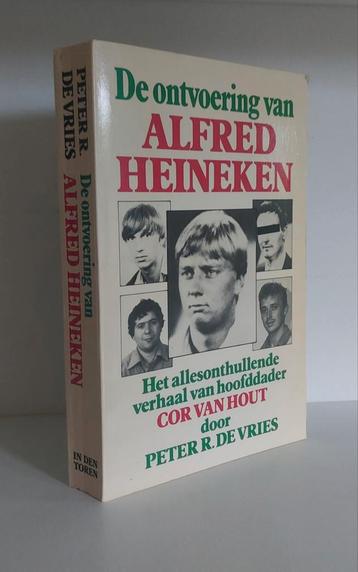 De ontvoering van
ALFRED
HEINEKEN
Het allesonthullende
verhaal van hoofddader
COR VAN HOUT
door
PETER R. DE VRIES
PETER R.
DE VRIES
De ontvoering van
ALFRED HEINEKEN
IN DEN
TOREN